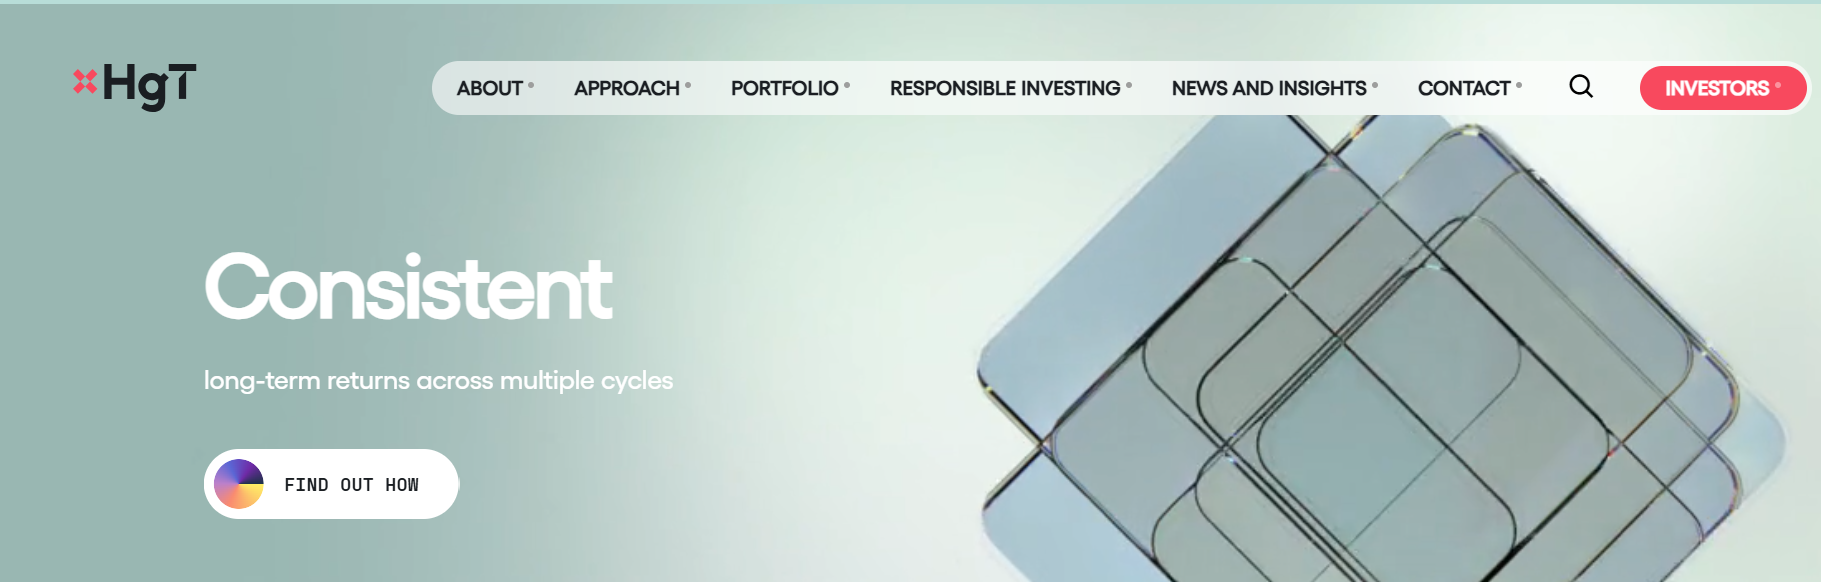 HgT
ABOUT APPROACH PORTFOLIO RESPONSIBLE INVESTING NEWS AND INSIGHTS CONTACT INVESTORS
Consistent
long-term returns across multiple cycles
FIND OUT HOW